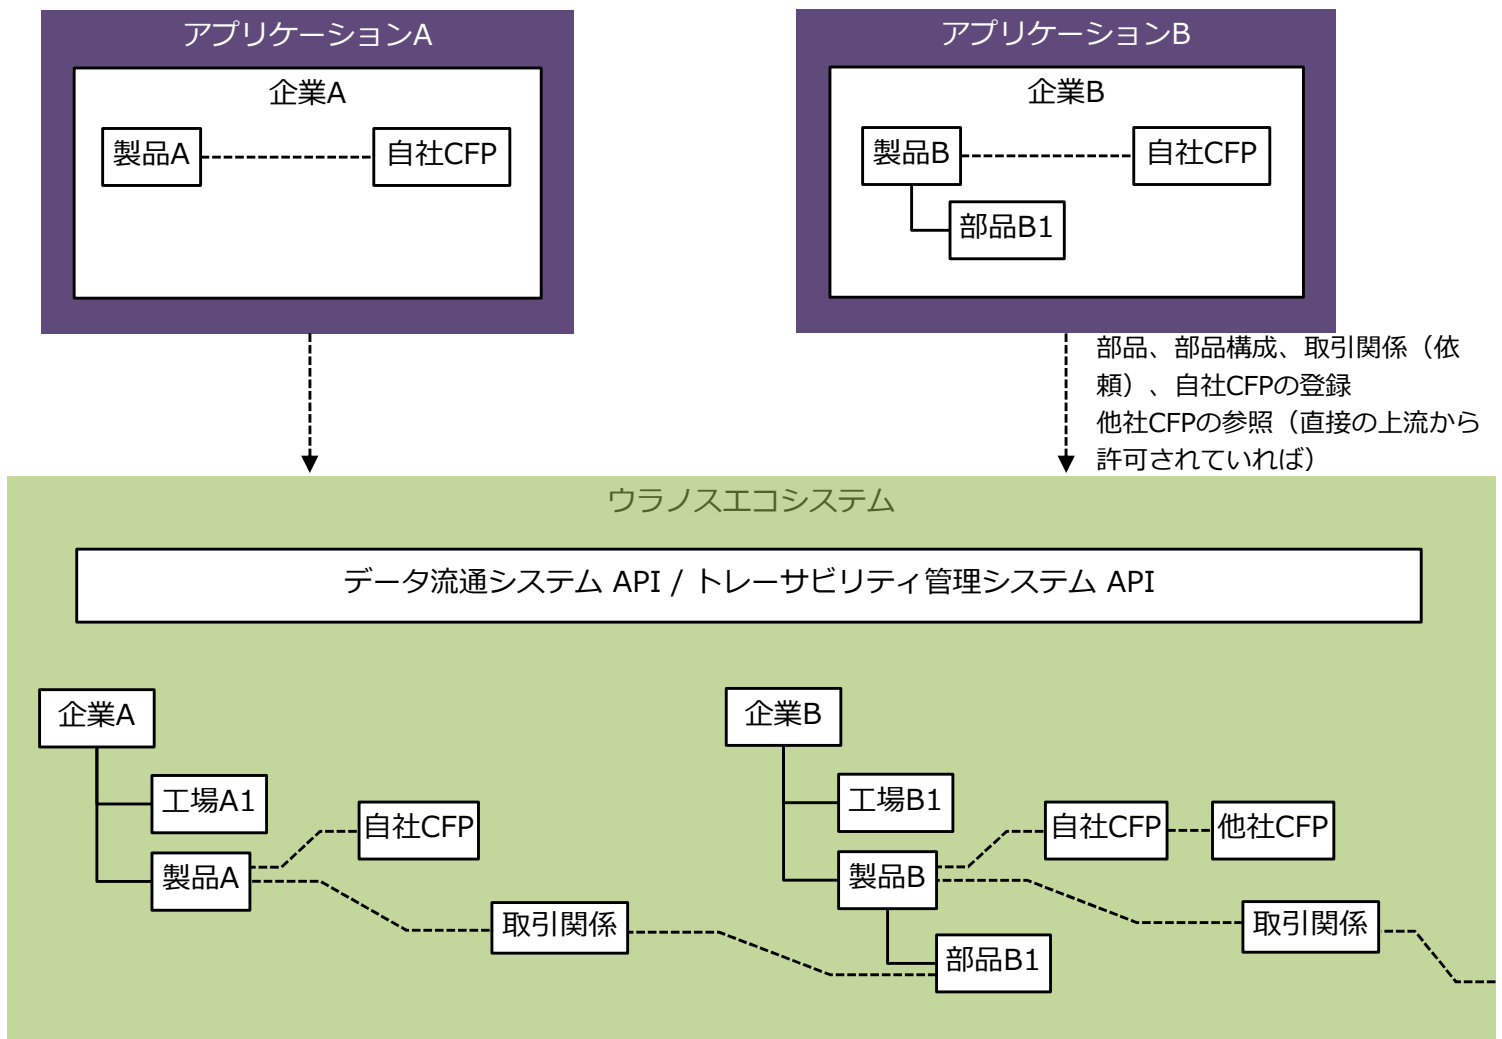 アプリケーションA
企業A
製品A
自社CFP
アプリケーションB
企業B
製品B
自社CFP
部品B1
部品、部品構成、取引関係（依
頼）、自社CFPの登録
他社CFPの参照（直接の上流から
許可されていれば）
ウラノスエコシステム
データ流通システム API / トレーサビリティ管理システム API
企業A
工場A1
自社CFP
製品A
取引関係
企業B
工場B1
自社CFP
他社CFP
製品B
取引関係
部品B1